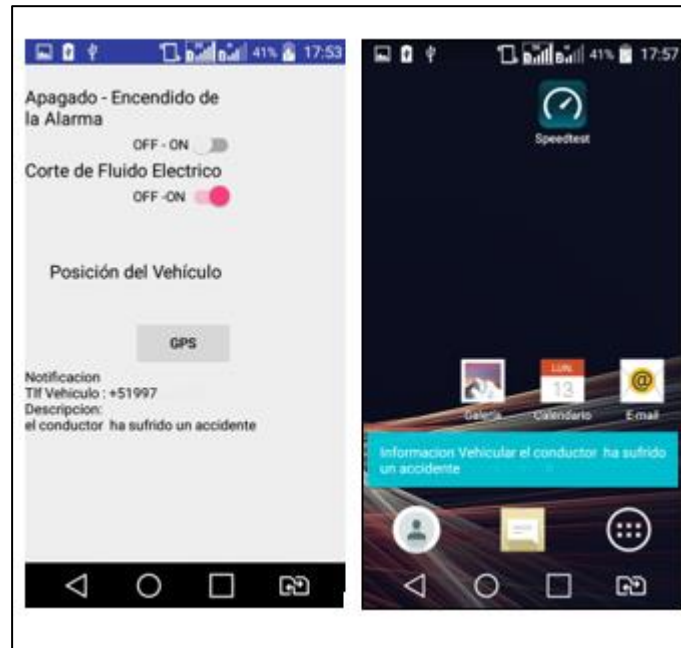 41% 17:53
Apagado - Encendido de
la Alarma
OFF - ON
Corte de Fluido Electrico
OFF -ON
Posición del Vehículo
GPS
Notificacion
Tlf Vehiculo : +51997
Descripcion:
el conductor ha sufrido un accidente
41% 17:57
Speedtest
LUN.
13
Galería Calendario E-mail
Informacion Vehicular el conductor ha sufrido
un accidente